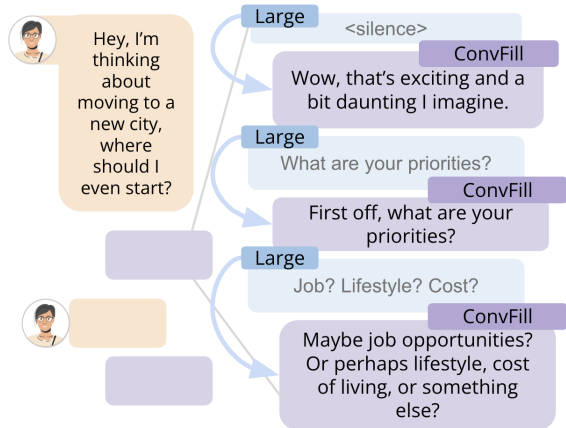 Hey, I’m
thinking
about
moving to a
new city,
where
should I
even start?
Large
<silence>
ConvFill
Wow, that’s exciting and a
bit daunting I imagine.
Large
What are your priorities?
ConvFill
First off, what are your
priorities?
Large
Job? Lifestyle? Cost?
ConvFill
Maybe job opportunities?
Or perhaps lifestyle, cost
of living, or something
else?